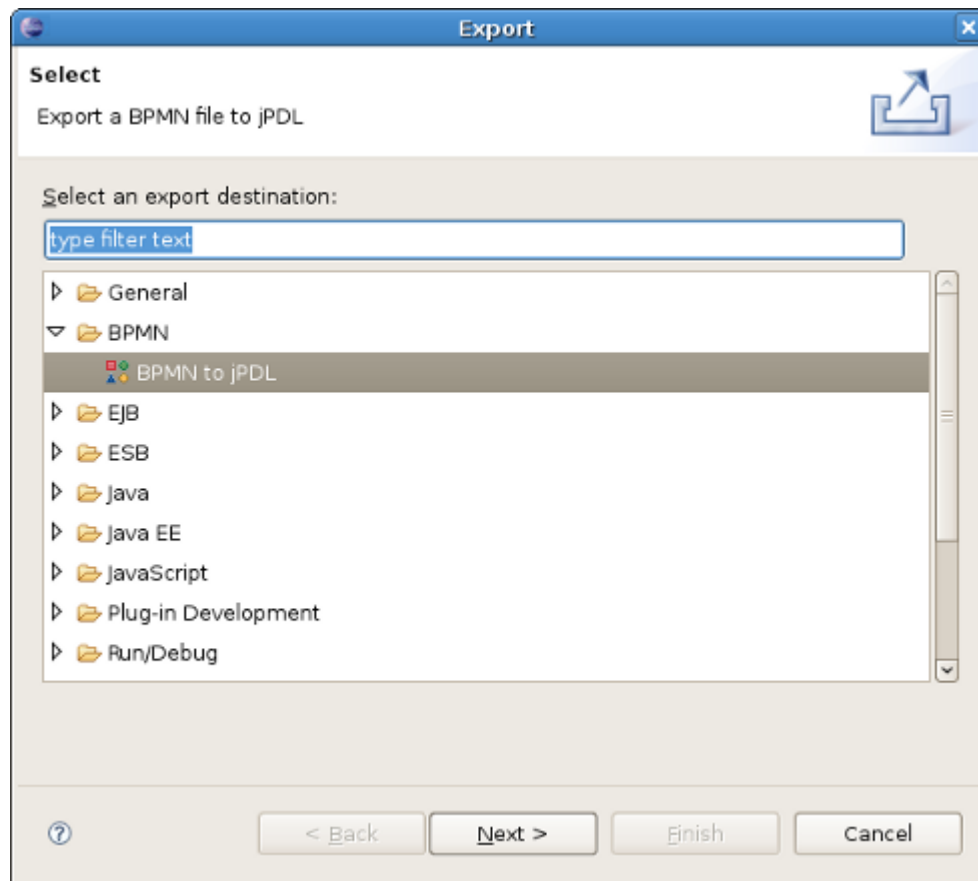 Export
Select
Export a BPMN file to jPDL
Select an export destination:
type filter text
General
BPMN
BPMN to jPDL
EJB
ESB
Java
Java EE
JavaScript
Plug-in Development
Run/Debug
< Back Next > Finish Cancel